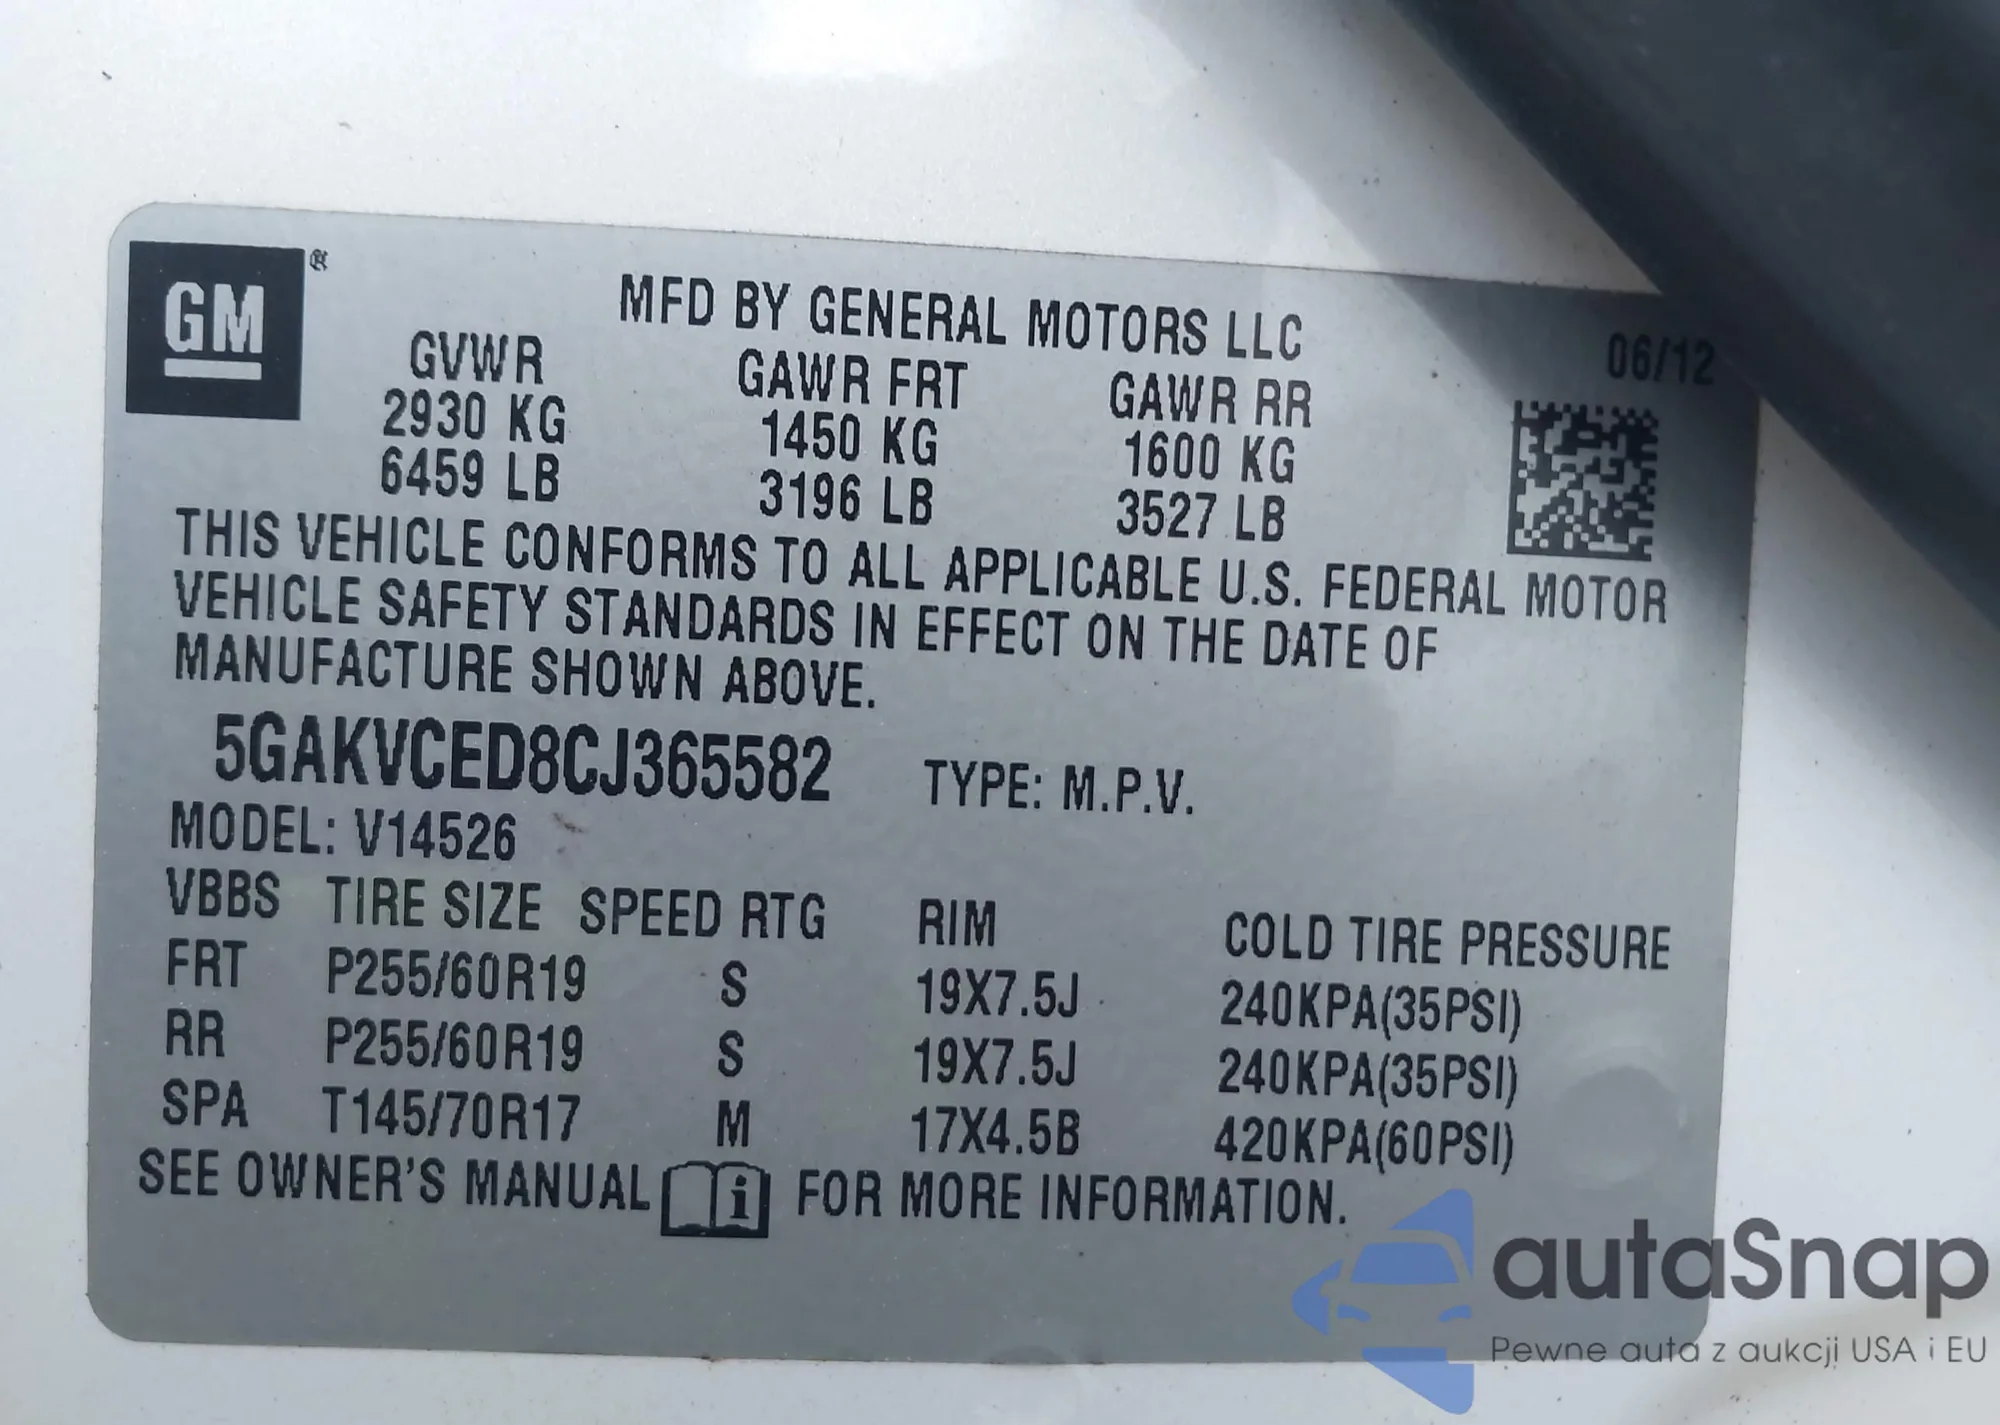 GM ®
MFD BY GENERAL MOTORS LLC
06/12
GVWR GAWR FRT GAWR RR
2930 KG 1450 KG 1600 KG
6459 LB 3196 LB 3527 LB
THIS VEHICLE CONFORMS TO ALL APPLICABLE U.S. FEDERAL MOTOR
VEHICLE SAFETY STANDARDS IN EFFECT ON THE DATE OF
MANUFACTURE SHOWN ABOVE.
5GAKVCED8CJ365582 TYPE: M.P.V.
MODEL: V14526
VBBS TIRE SIZE SPEED RTG RIM COLD TIRE PRESSURE
FRT P255/60R19 S 19X7.5J 240KPA(35PSI)
RR P255/60R19 S 19X7.5J 240KPA(35PSI)
SPA T145/70R17 M 17X4.5B 420KPA(60PSI)
SEE OWNER'S MANUAL i FOR MORE INFORMATION.
autaSnap
Pewne auta z aukcji USA i EU